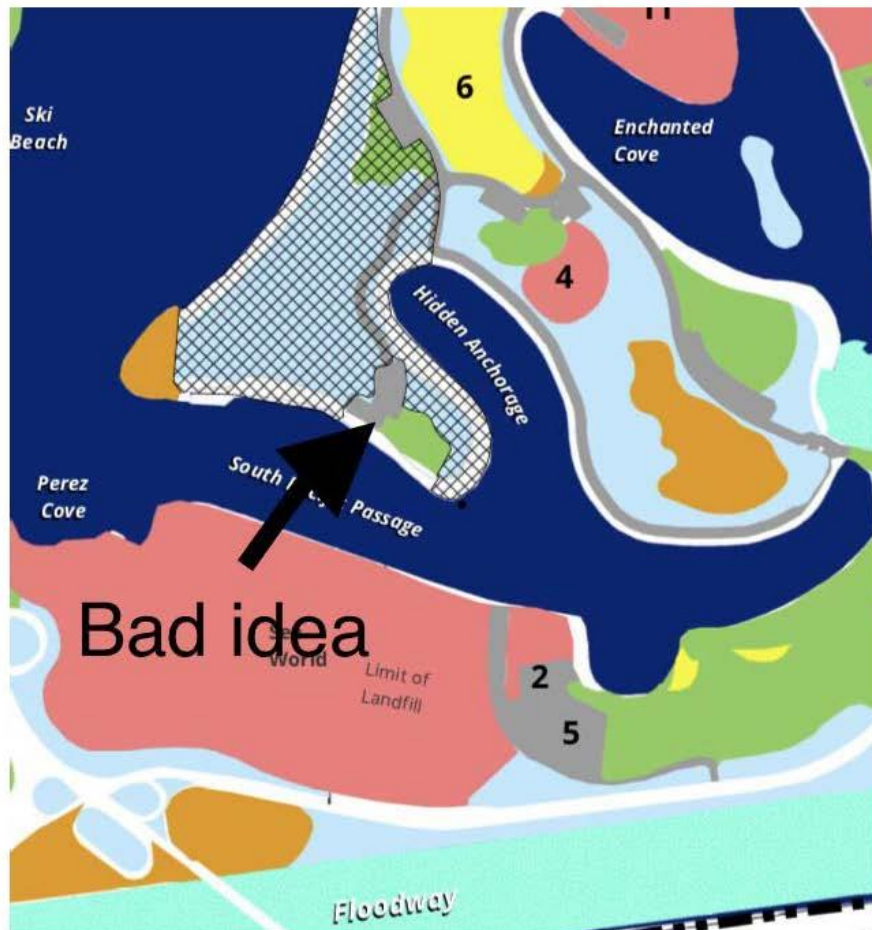 6
Ski
Beach
Enchanted
Cove
4
Hidden Anchorage
South Passage
Perez
Cove
Bad idea
World
Limit of
Landfill
2
5
Floodway